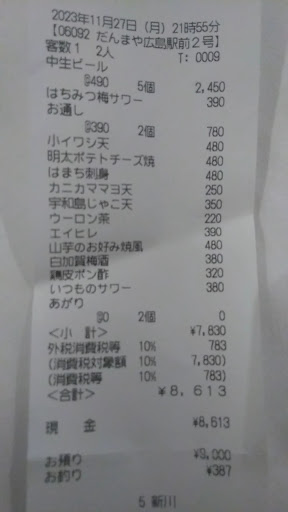 2023年11月27日（月）21時55分
【06092 だんまや広島駅前２号】
客数１ 2人 T: 0009
中生ビール
@490 5個 2,450
はちみつ梅サワー 390
お通し
@390 2個 780
小イワシ天 480
明太ポテトチーズ焼 480
はまち刺身 480
カニカママヨ天 250
宇和島じゃこ天 350
ウーロン茶 220
エイヒレ 390
山芋のお好み焼風 480
白加賀梅酒 380
鶏皮ポン酢 320
いつものサワー 380
あがり
@0 2個 0
＜小 計＞ ¥7,830
外税消費税等 10% 783
(消費税対象額 10% 7,830)
(消費税等 10% 783)
＜合計＞ ¥8,613
現 金 ¥8,613
お預り ¥9,000
お釣り ¥387
5 新川